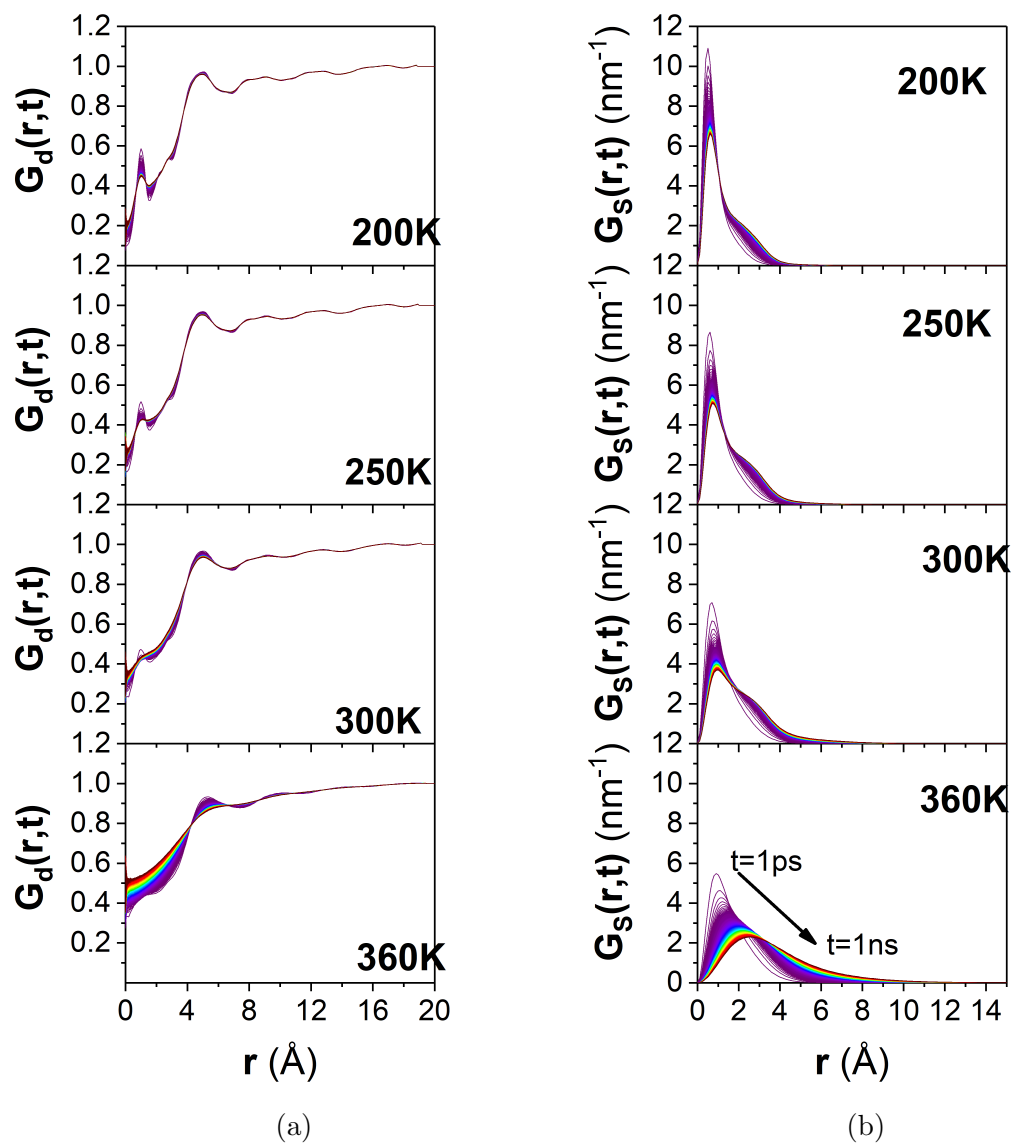 1.2
1.0
0.8
0.6
0.4
0.2
G_d(r,t)
200K
1.2
1.0
0.8
0.6
0.4
0.2
G_d(r,t)
250K
1.2
1.0
0.8
0.6
0.4
0.2
G_d(r,t)
300K
1.2
1.0
0.8
0.6
0.4
0.2
G_d(r,t)
360K
0 4 8 12 16 20
r (Å)
(a)
12
10
8
6
4
2
G_S(r,t) (nm⁻¹)
200K
12
10
8
6
4
2
G_S(r,t) (nm⁻¹)
250K
12
10
8
6
4
2
G_S(r,t) (nm⁻¹)
300K
12
10
8
6
4
2
0
G_S(r,t) (nm⁻¹)
360K
t=1ps
t=1ns
0 2 4 6 8 10 12 14
r (Å)
(b)